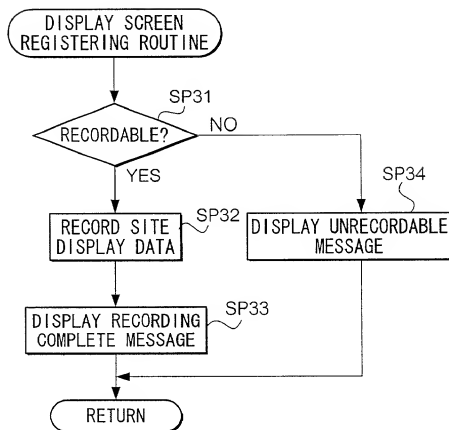 DISPLAY SCREEN
REGISTERING ROUTINE
SP31
RECORDABLE?
NO
YES
SP34
SP32
RECORD SITE
DISPLAY DATA
DISPLAY UNRECORDABLE
MESSAGE
SP33
DISPLAY RECORDING
COMPLETE MESSAGE
RETURN